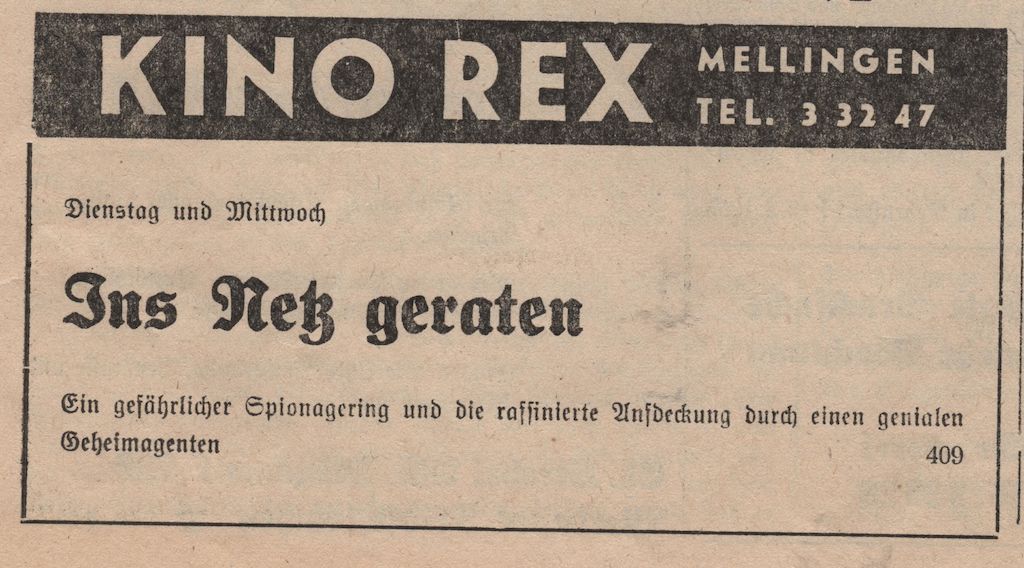 KINO REX
MELLINGEN
TEL. 3 32 47
Dienstag und Mittwoch
Ins Netz geraten
Ein gefährlicher Spionagering und die raffinierte Aufdeckung durch einen genialen
Geheimagenten
409